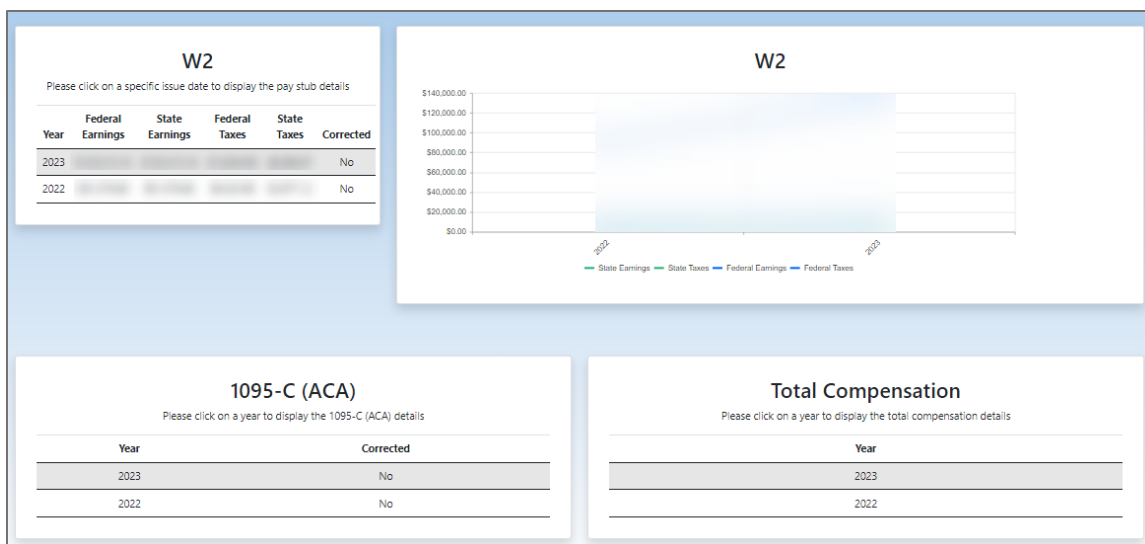 W2
Please click on a specific issue date to display the pay stub details
Year Federal Earnings State Earnings Federal Taxes State Taxes Corrected
2023 No
2022 No
W2
$140,000.00
$120,000.00
$100,000.00
$80,000.00
$60,000.00
$40,000.00
$20,000.00
$0.00
2022 2023
State Earnings State Taxes Federal Earnings Federal Taxes
1095-C (ACA)
Please click on a year to display the 1095-C (ACA) details
Year Corrected
2023 No
2022 No
Total Compensation
Please click on a year to display the total compensation details
Year
2023
2022